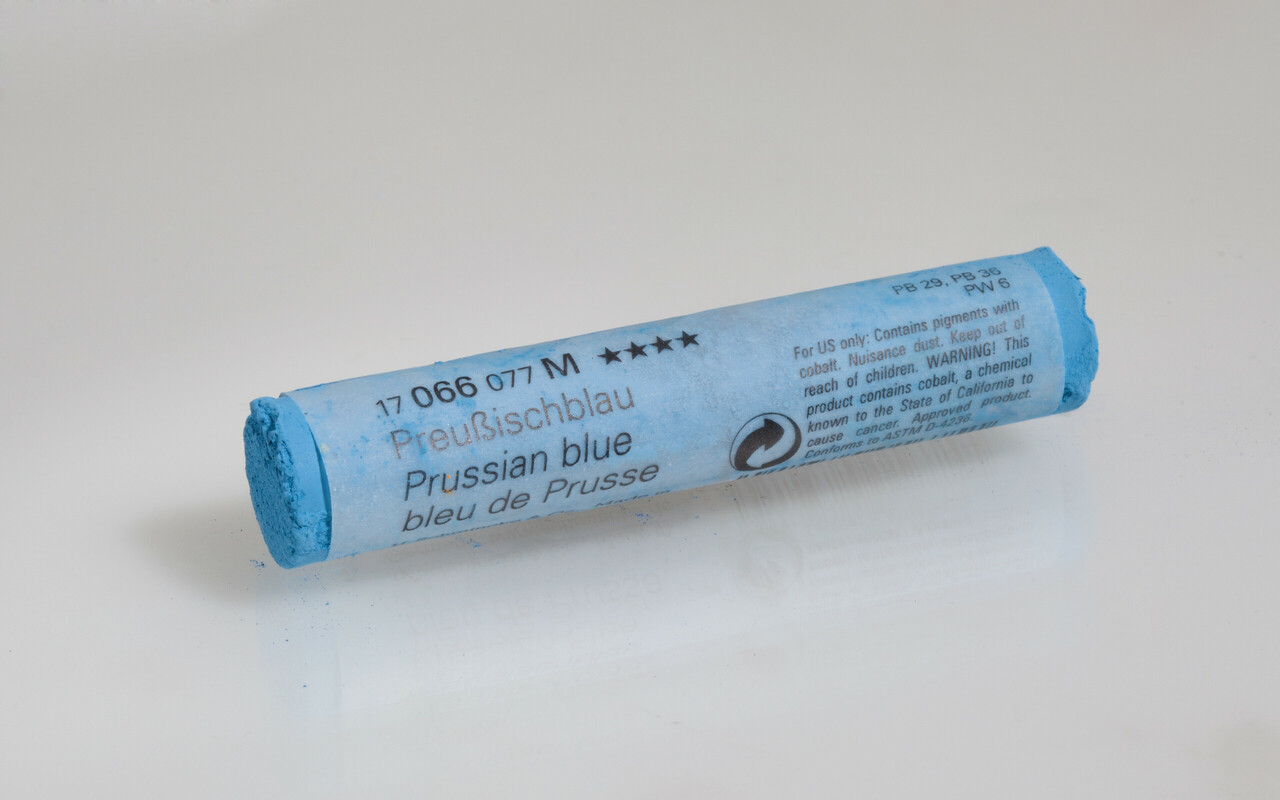 17 066 077 M ★★★★
Preußischblau
Prussian blue
bleu de Prusse
Made in
PB 29, PB 36
PW 6
For US only: Contains pigments with
cobalt. Nuisance dust. Keep out of
reach of children. WARNING! This
product contains cobalt, a chemical
known to the State of California to
cause cancer. Approved product.
Conforms to ASTM D-4236.